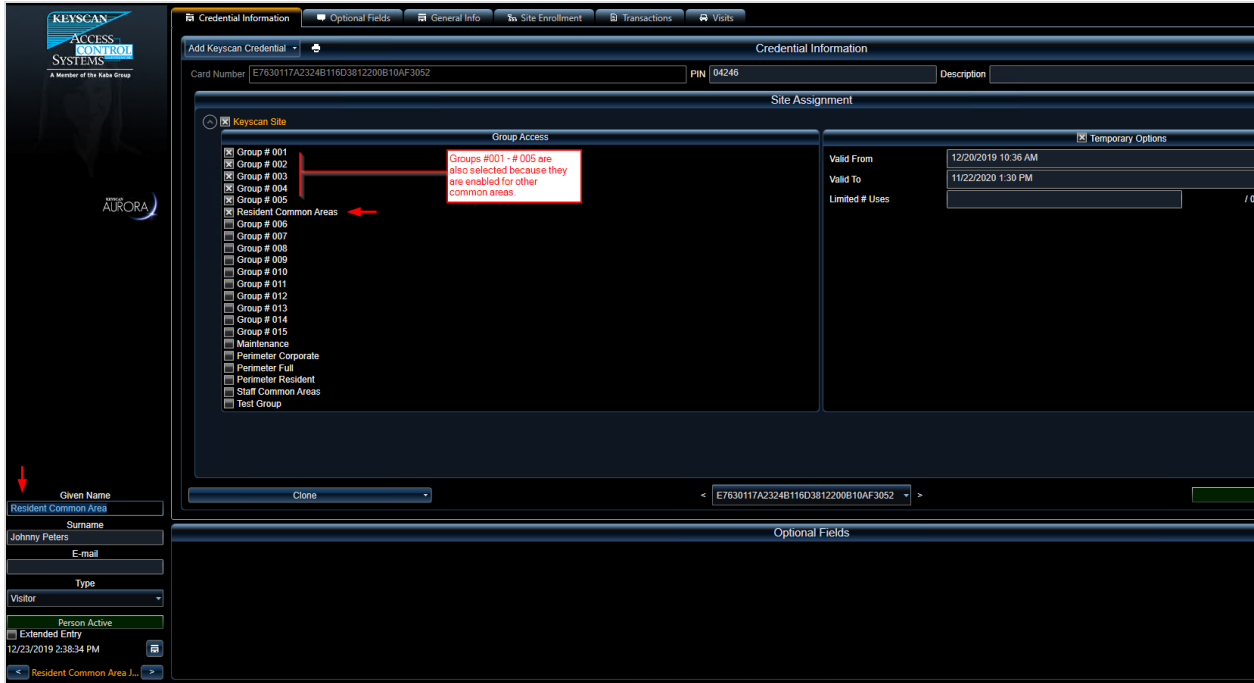 KEYSCAN
ACCESS
CONTROL
SYSTEMS
A Member of the Kaba Group
KEYSCAN
AURORA
Given Name
Resident Common Area
Surname
Johnny Peters
E-mail
Type
Visitor
Person Active
Extended Entry
12/23/2019 2:38:34 PM
< Resident Common Area J... >
Credential Information Optional Fields General Info Site Enrollment Transactions Visits
Add Keyscan Credential Credential Information
Card Number E7630117A2324B116D3812200B10AF3052 PIN 04246 Description
Site Assignment
Keyscan Site
Group Access
Group # 001
Group # 002
Group # 003
Group # 004
Group # 005
Resident Common Areas
Group # 006
Group # 007
Group # 008
Group # 009
Group # 010
Group # 011
Group # 012
Group # 013
Group # 014
Group # 015
Maintenance
Perimeter Corporate
Perimeter Full
Perimeter Resident
Staff Common Areas
Test Group
Groups #001 - # 005 are
also selected because they
are enabled for other
common areas.
Temporary Options
Valid From 12/20/2019 10:36 AM
Valid To 11/22/2020 1:30 PM
Limited # Uses / 0
Clone < E7630117A2324B116D3812200B10AF3052 >
Optional Fields